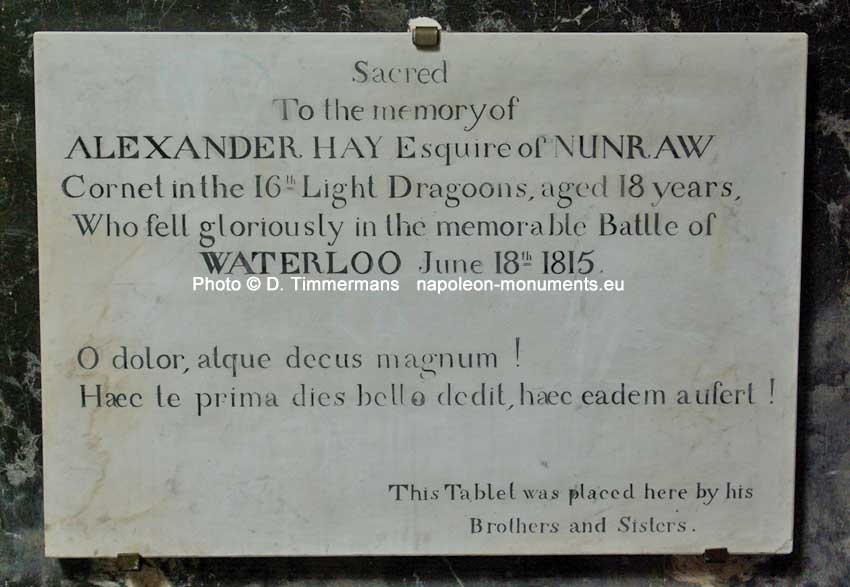 Sacred
To the memory of
ALEXANDER HAY Esquire of NUNRAW
Cornet in the 16th Light Dragoons, aged 18 years,
Who fell gloriously in the memorable Battle of
WATERLOO June 18th 1815.
Photo © D. Timmermans napoleon-monuments.eu
O dolor, atque decus magnum !
Haec te prima dies bello dedit, haec eadem aufert !
This Tablet was placed here by his
Brothers and Sisters.